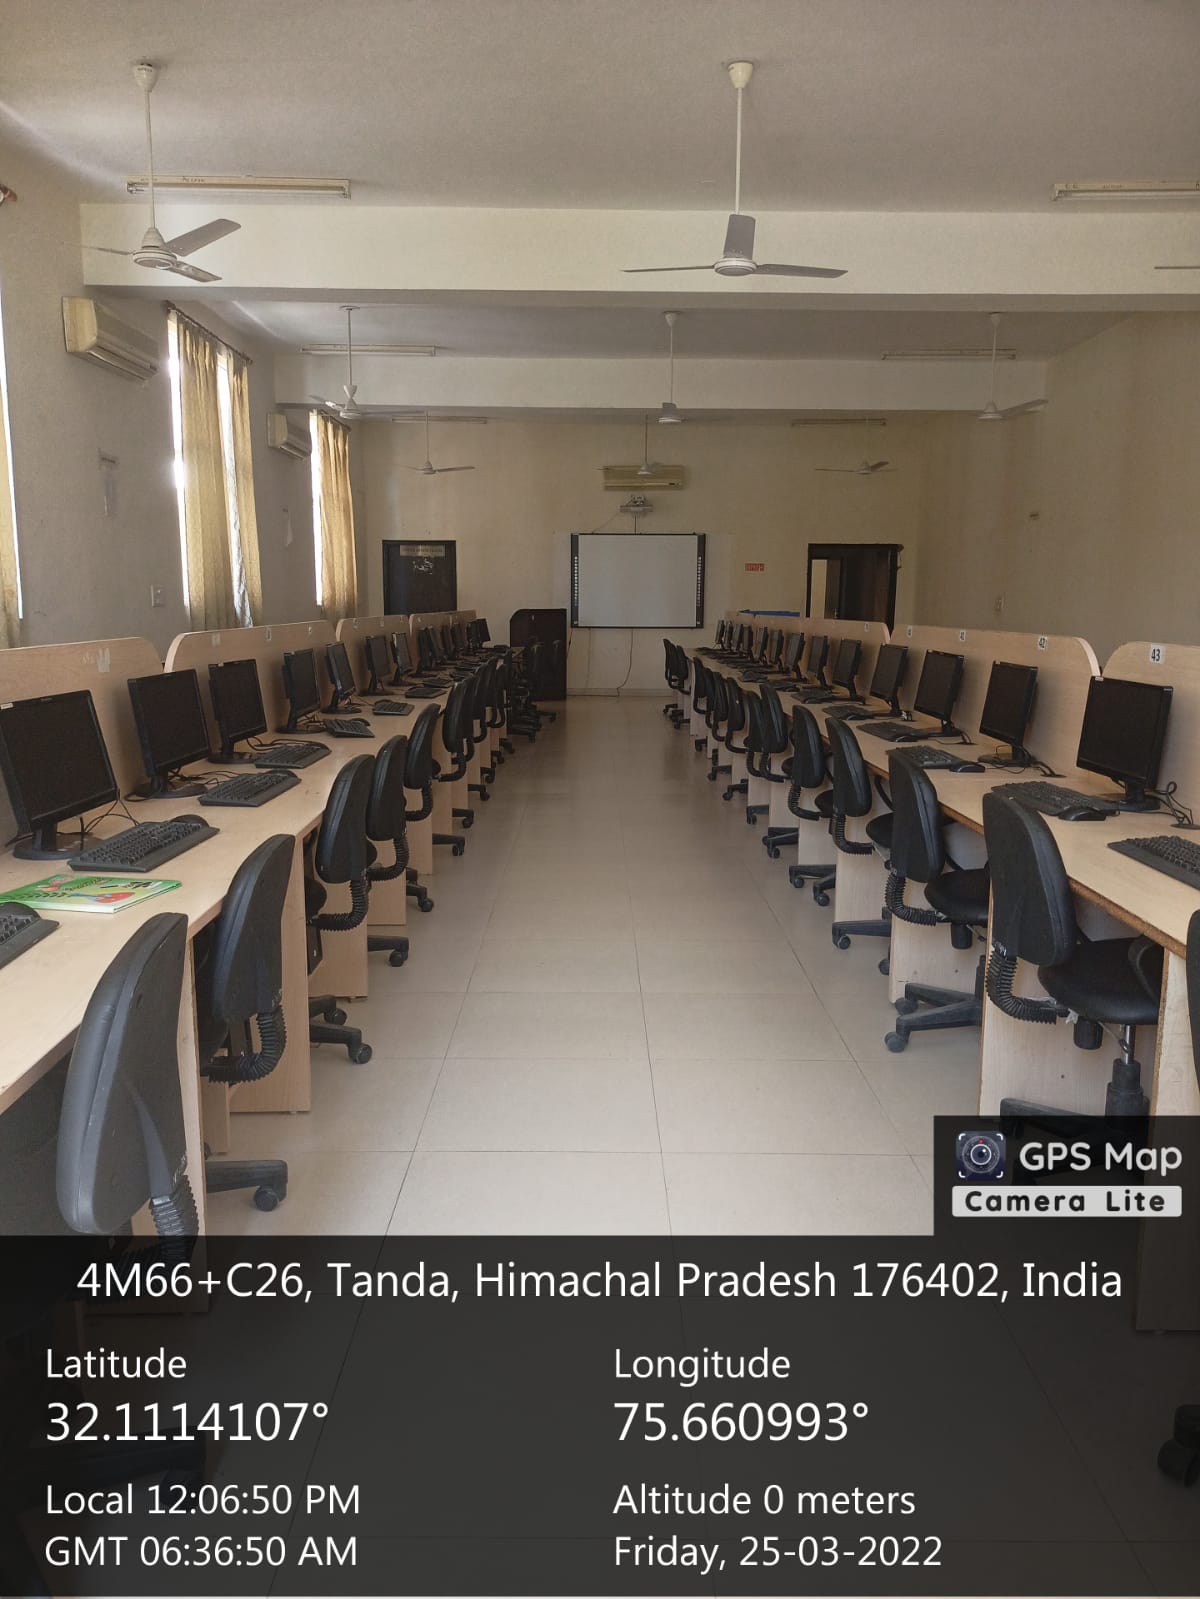 43
42
41
GPS Map
Camera Lite
4M66+C26, Tanda, Himachal Pradesh 176402, India
Latitude
32.1114107°
Longitude
75.660993°
Local 12:06:50 PM
GMT 06:36:50 AM
Altitude 0 meters
Friday, 25-03-2022